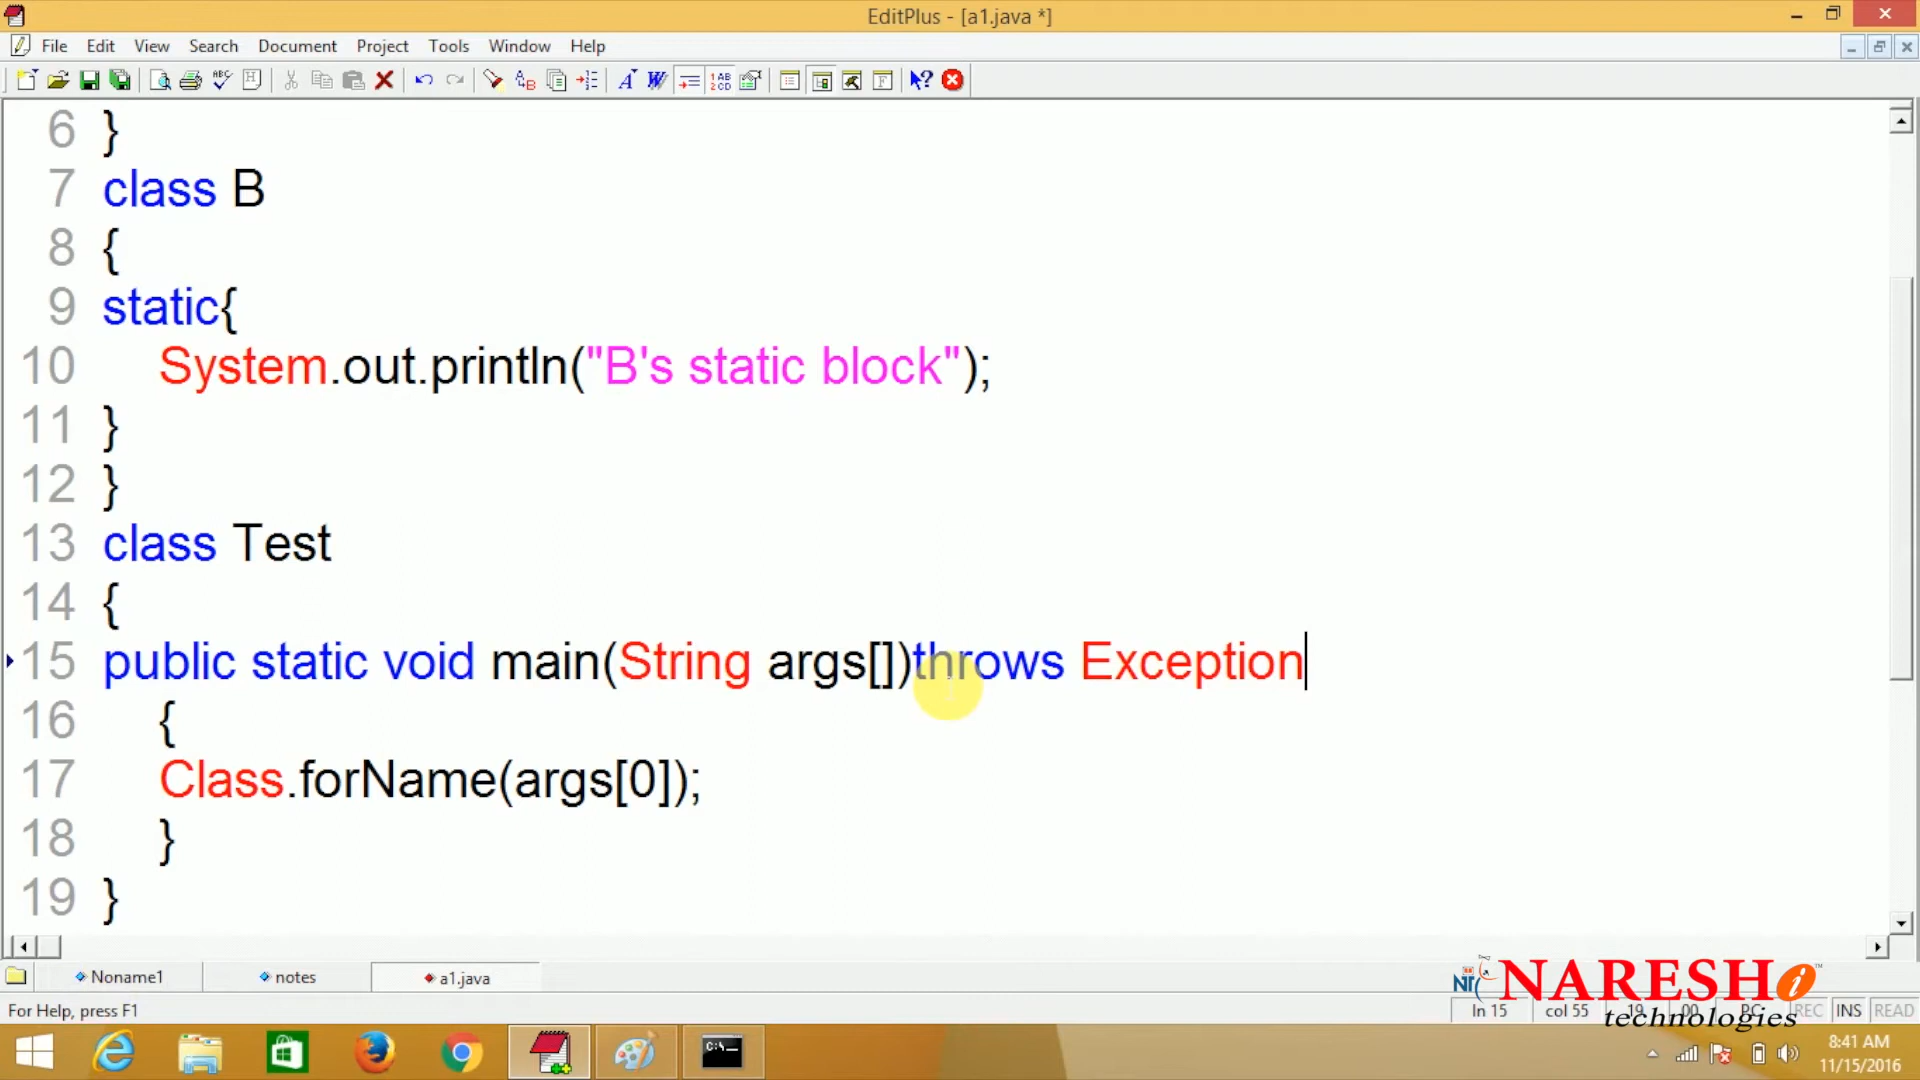 EditPlus - [a1.java *]
File Edit View Search Document Project Tools Window Help
6 }
7 class B
8 {
9 static{
10 System.out.println("B's static block");
11 }
12 }
13 class Test
14 {
15 public static void main(String args[])throws Exception
16 {
17 Class.forName(args[0]);
18 }
19 }
Noname1 notes a1.java
NARESH i
technologies
For Help, press F1
ln 15 col 55 19 00 PC REC INS READ
8:41 AM
11/15/2016